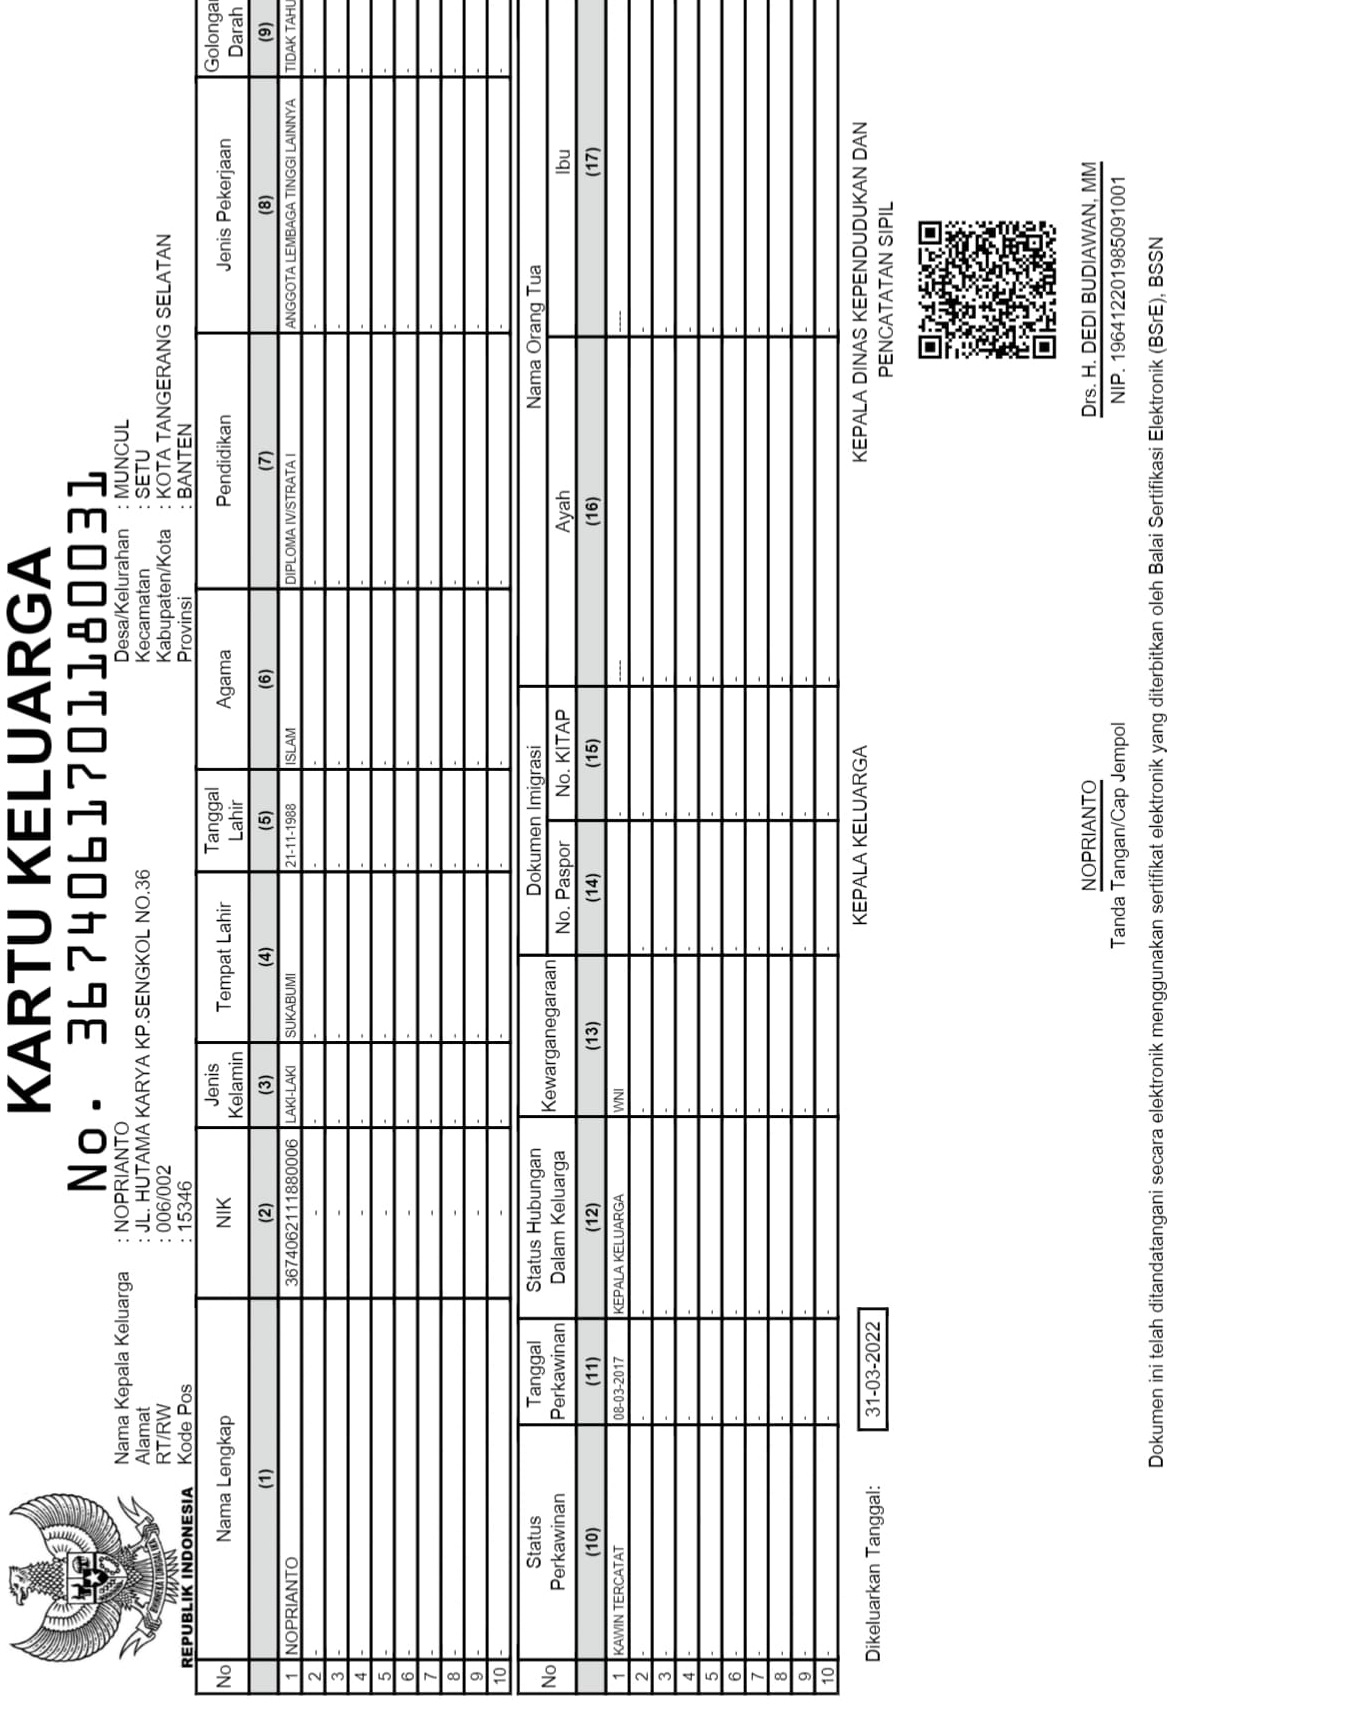 KARTU KELUARGA
No. 3674061701180031
Nama Kepala Keluarga : NOPRIANTO
Alamat : JL. HUTAMA KARYA KP.SENGKOL NO.36
RT/RW : 006/002
Kode Pos : 15346
Desa/Kelurahan : MUNCUL
Kecamatan : SETU
Kabupaten/Kota : KOTA TANGERANG SELATAN
Provinsi : BANTEN
REPUBLIK INDONESIA
No Nama Lengkap NIK Jenis Kelamin Tempat Lahir Tanggal Lahir Agama Pendidikan Jenis Pekerjaan Golongan Darah
(1) (2) (3) (4) (5) (6) (7) (8) (9)
1 NOPRIANTO 3674062111880006 LAKI-LAKI SUKABUMI 21-11-1988 ISLAM DIPLOMA IV/STRATA I ANGGOTA LEMBAGA TINGGI LAINNYA TIDAK TAHU
2 - - - - - - - - -
3 - - - - - - - - -
4 - - - - - - - - -
5 - - - - - - - - -
6 - - - - - - - - -
7 - - - - - - - - -
8 - - - - - - - - -
9 - - - - - - - - -
10 - - - - - - - - -
No Status Perkawinan Tanggal Perkawinan Status Hubungan Dalam Keluarga Kewarganegaraan Dokumen Imigrasi Nama Orang Tua
No. Paspor No. KITAP Ayah Ibu
(10) (11) (12) (13) (14) (15) (16) (17)
1 KAWIN TERCATAT 08-03-2017 KEPALA KELUARGA WNI - ---- ----
2 - - - - - - - -
3 - - - - - - - -
4 - - - - - - - -
5 - - - - - - - -
6 - - - - - - - -
7 - - - - - - - -
8 - - - - - - - -
9 - - - - - - - -
10 - - - - - - - -
Dikeluarkan Tanggal: 31-03-2022
KEPALA KELUARGA
NOPRIANTO
Tanda Tangan/Cap Jempol
KEPALA DINAS KEPENDUDUKAN DAN
PENCATATAN SIPIL
Drs. H. DEDI BUDIAWAN, MM
NIP. 196412201985091001
Dokumen ini telah ditandatangani secara elektronik menggunakan sertifikat elektronik yang diterbitkan oleh Balai Sertifikasi Elektronik (BSrE), BSSN